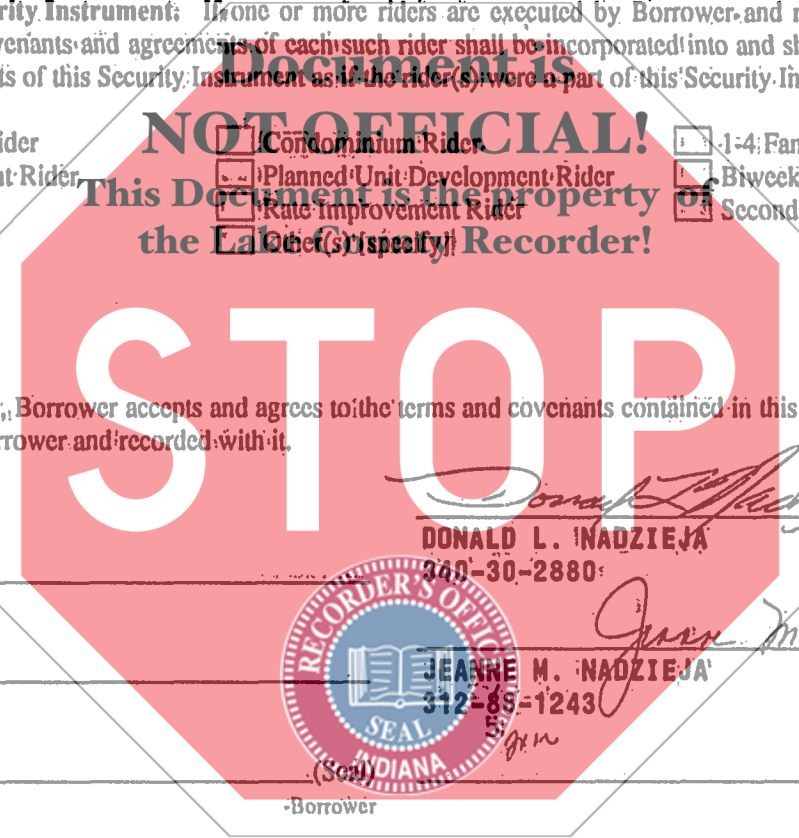 rity Instrument. If one or more riders are executed by Borrower and
venants and agreements of each such rider shall be incorporated into and sh
ts of this Security Instrument as if the rider(s) were a part of this Security In
Document is
NOT OFFICIAL!
This Document is the property of
the Lake County Recorder!
ider
Condominium Rider
1-4 Fam
nt Rider
Planned Unit Development Rider
Biweek
Rate Improvement Rider
Second
Other(s) (specify)
STOP
, Borrower accepts and agrees to the terms and covenants contained in this
rrower and recorded with it.
DONALD L. NADZIEJA
JEANNE M. NADZIEJA
RECORDER'S OFFICE
SEAL
INDIANA
(Seal)
-Borrower